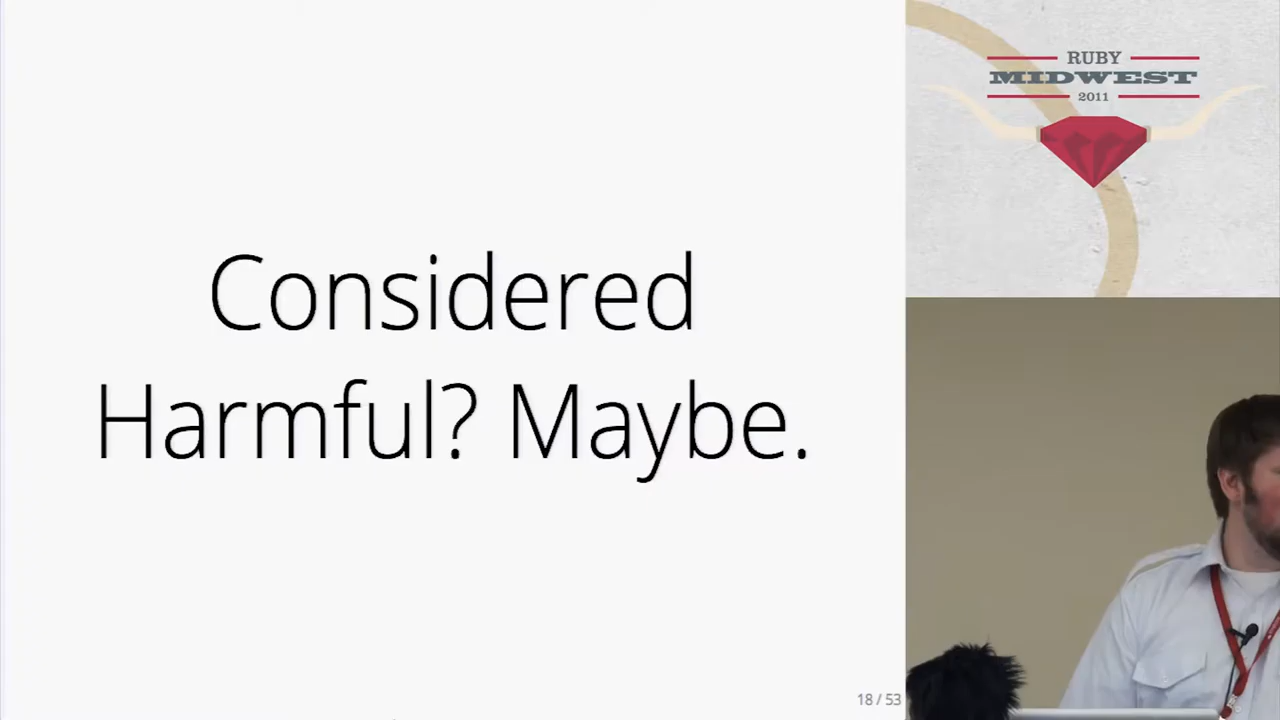 Considered
Harmful? Maybe.
18 / 53
RUBY
MIDWEST
2011